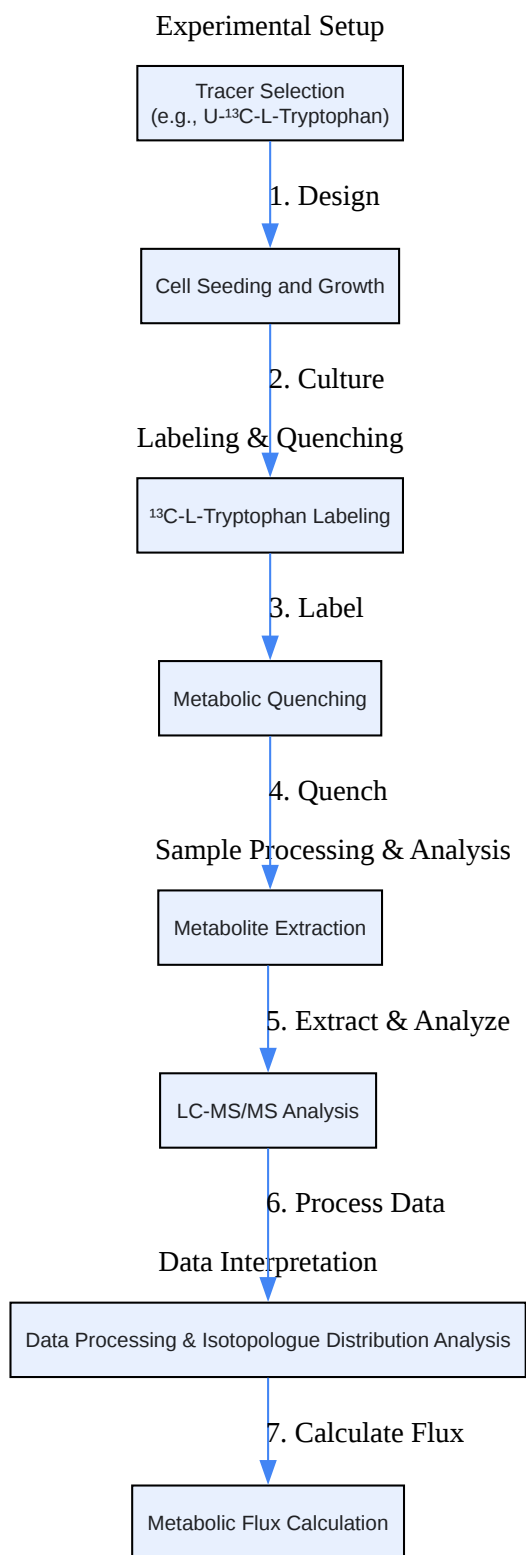 Experimental Setup
Tracer Selection
(e.g., U-¹³C-L-Tryptophan)
1. Design
Cell Seeding and Growth
2. Culture
Labeling & Quenching
¹³C-L-Tryptophan Labeling
3. Label
Metabolic Quenching
4. Quench
Sample Processing & Analysis
Metabolite Extraction
5. Extract & Analyze
LC-MS/MS Analysis
6. Process Data
Data Interpretation
Data Processing & Isotopologue Distribution Analysis
7. Calculate Flux
Metabolic Flux Calculation